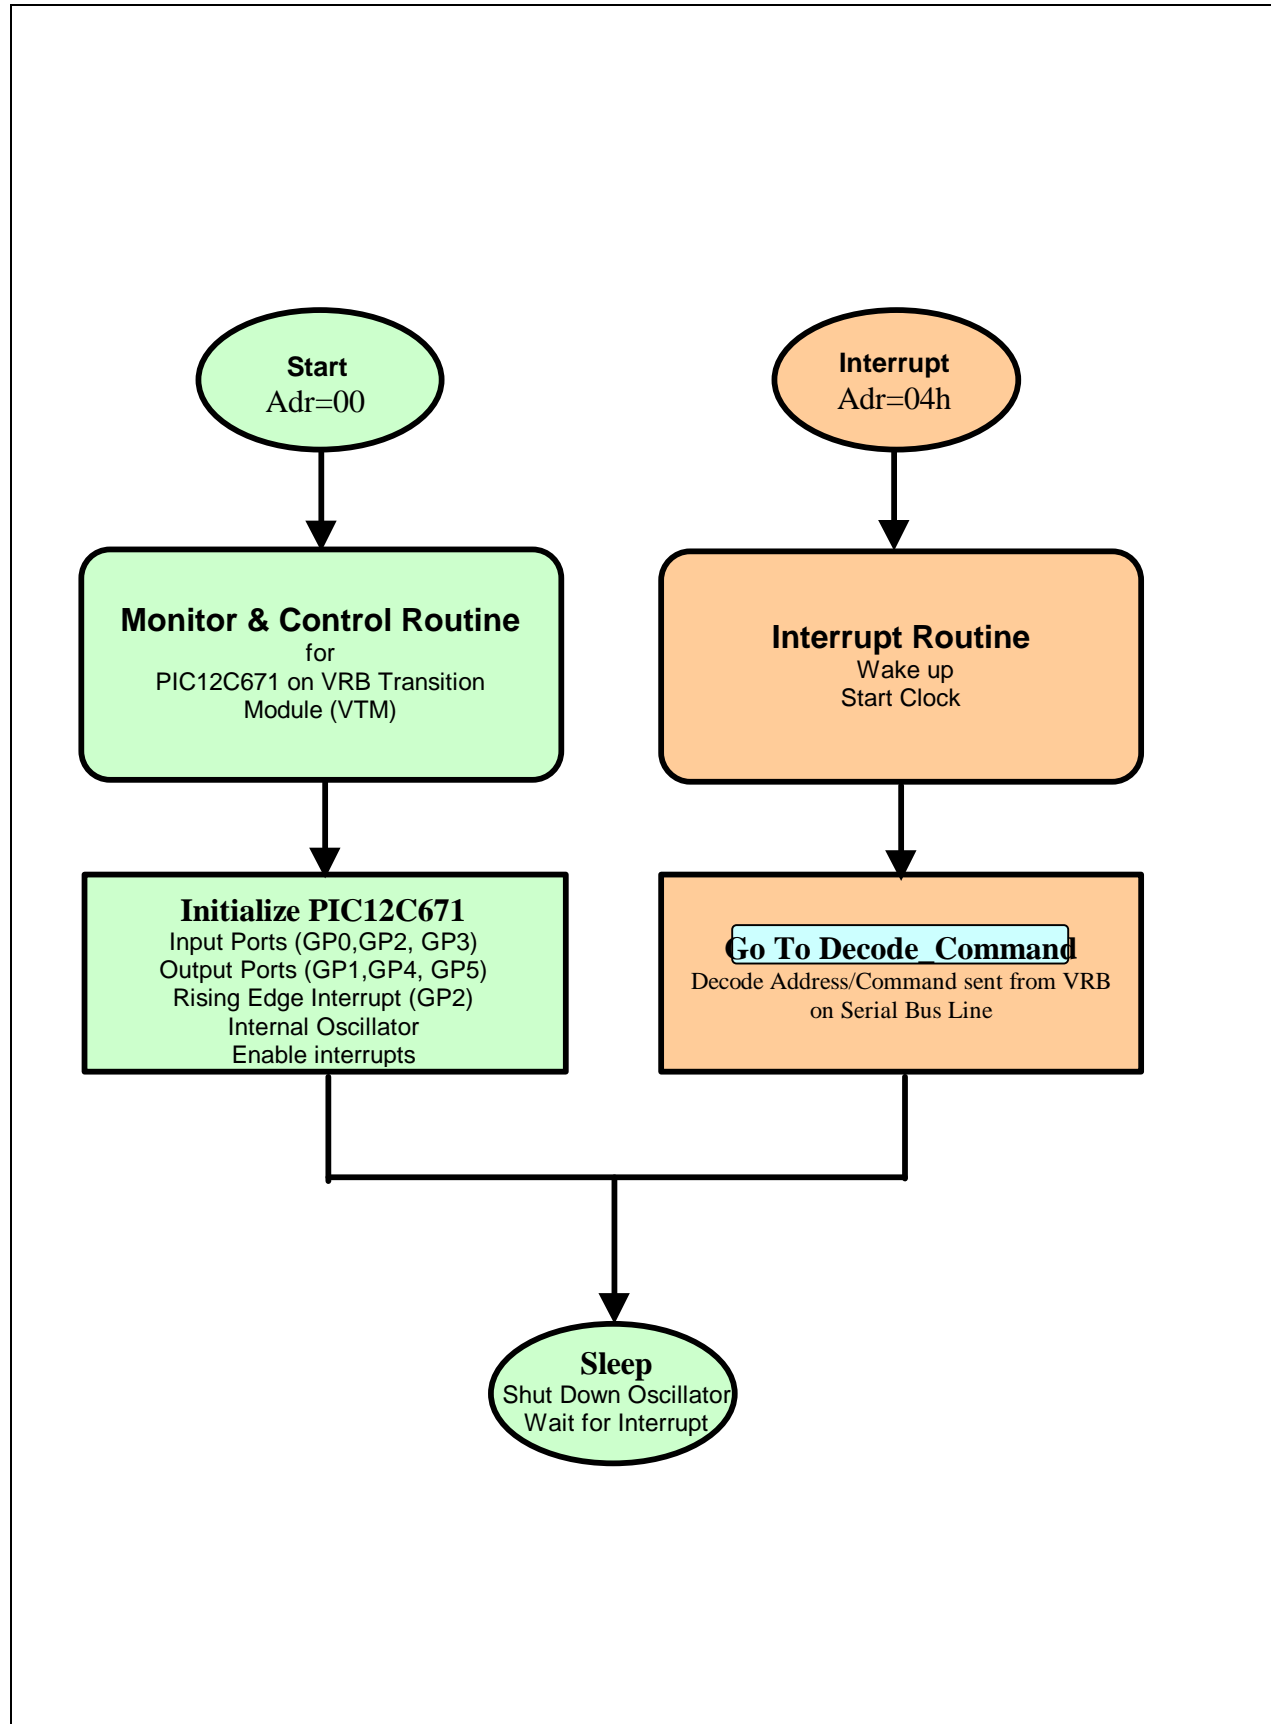 Start
Adr=00
Interrupt
Adr=04h
Monitor & Control Routine
for
PIC12C671 on VRB Transition
Module (VTM)
Interrupt Routine
Wake up
Start Clock
Initialize PIC12C671
Input Ports (GP0,GP2, GP3)
Output Ports (GP1,GP4, GP5)
Rising Edge Interrupt (GP2)
Internal Oscillator
Enable interrupts
Go To Decode_Command
Decode Address/Command sent from VRB
on Serial Bus Line
Sleep
Shut Down Oscillator
Wait for Interrupt